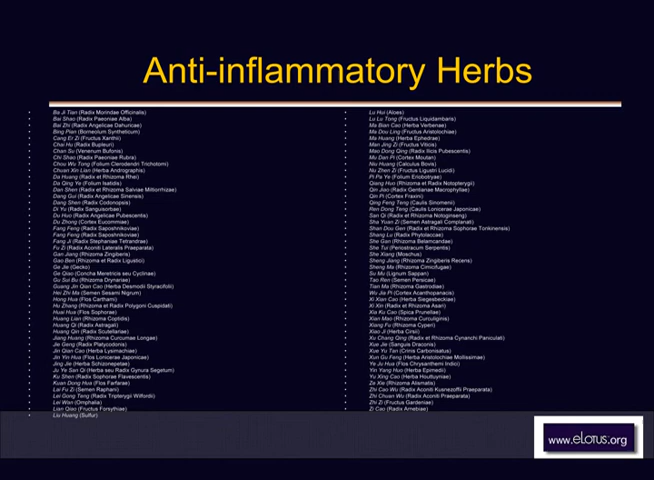 Anti-inflammatory Herbs
Ba Ji Tian (Radix Morindae Officinalis)
Bai Shao (Radix Paeoniae Alba)
Bai Zhi (Radix Angelicae Dahuricae)
Bing Pian (Borneolum Syntheticum)
Cang Er Zi (Fructus Xanthii)
Chai Hu (Radix Bupleuri)
Chan Su (Venenum Bufonis)
Chi Shao (Radix Paeoniae Rubra)
Chou Wu Tong (Folium Clerodendri Trichotomi)
Chuan Xin Lian (Herba Andrographis)
Da Huang (Radix et Rhizoma Rhei)
Da Qing Ye (Folium Isatidis)
Dan Shen (Radix et Rhizoma Salviae Miltiorrhizae)
Dang Gui (Radix Angelicae Sinensis)
Dang Shen (Radix Codonopsis)
Di Yu (Radix Sanguisorbae)
Du Huo (Radix Angelicae Pubescentis)
Du Zhong (Cortex Eucommiae)
Fang Feng (Radix Saposhnikoviae)
Fang Feng (Radix Saposhnikoviae)
Fang Ji (Radix Stephaniae Tetrandrae)
Fu Zi (Radix Aconiti Lateralis Praeparata)
Gan Jiang (Rhizoma Zingiberis)
Gao Ben (Rhizoma et Radix Ligustici)
Ge Jie (Gecko)
Ge Qiao (Concha Meretricis seu Cyclinae)
Gu Sui Bu (Rhizoma Drynariae)
Guang Jin Qian Cao (Herba Desmodii Styracifolii)
Hei Zhi Ma (Semen Sesami Nigrum)
Hong Hua (Flos Carthami)
Hu Zhang (Rhizoma et Radix Polygoni Cuspidati)
Huai Hua (Flos Sophorae)
Huang Lian (Rhizoma Coptidis)
Huang Qi (Radix Astragali)
Huang Qin (Radix Scutellariae)
Jiang Huang (Rhizoma Curcumae Longae)
Jie Geng (Radix Platycodonis)
Jin Qian Cao (Herba Lysimachiae)
Jin Yin Hua (Flos Lonicerae Japonicae)
Jing Jie (Herba Schizonepetae)
Ju Ye San Qi (Herba seu Radix Gynura Segetum)
Ku Shen (Radix Sophorae Flavescentis)
Kuan Dong Hua (Flos Farfarae)
Lai Fu Zi (Semen Raphani)
Lei Gong Teng (Radix Tripterygii Wilfordii)
Lei Wan (Omphalia)
Lian Qiao (Fructus Forsythiae)
Liu Huang (Sulfur)
Lu Hui (Aloes)
Lu Lu Tong (Fructus Liquidambaris)
Ma Bian Cao (Herba Verbenae)
Ma Dou Ling (Fructus Aristolochiae)
Ma Huang (Herba Ephedrae)
Man Jing Zi (Fructus Viticis)
Mao Dong Qing (Radix Ilicis Pubescentis)
Mu Dan Pi (Cortex Moutan)
Niu Huang (Calculus Bovis)
Nu Zhen Zi (Fructus Ligustri Lucidi)
Pi Pa Ye (Folium Eriobotryae)
Qiang Huo (Rhizoma et Radix Notopterygii)
Qin Jiao (Radix Gentianae Macrophyllae)
Qin Pi (Cortex Fraxini)
Qing Feng Teng (Caulis Sinomenii)
Ren Dong Teng (Caulis Lonicerae Japonicae)
San Qi (Radix et Rhizoma Notoginseng)
Sha Yuan Zi (Semen Astragali Complanati)
Shan Dou Gen (Radix et Rhizoma Sophorae Tonkinensis)
Shang Lu (Radix Phytolaccae)
She Gan (Rhizoma Belamcandae)
She Tui (Periostracum Serpentis)
She Xiang (Moschus)
Sheng Jiang (Rhizoma Zingiberis Recens)
Sheng Ma (Rhizoma Cimicifugae)
Su Mu (Lignum Sappan)
Tao Ren (Semen Persicae)
Tian Ma (Rhizoma Gastrodiae)
Wu Jia Pi (Cortex Acanthopanacis)
Xi Xian Cao (Herba Siegesbeckiae)
Xi Xin (Radix et Rhizoma Asari)
Xia Ku Cao (Spica Prunellae)
Xian Mao (Rhizoma Curculiginis)
Xiang Fu (Rhizoma Cyperi)
Xiao Ji (Herba Cirsii)
Xu Chang Qing (Radix et Rhizoma Cynanchi Paniculati)
Xue Jie (Sanguis Draconis)
Xue Yu Tan (Crinis Carbonisatus)
Xun Gu Feng (Herba Aristolochiae Mollissimae)
Ye Ju Hua (Flos Chrysanthemi Indici)
Yin Yang Huo (Herba Epimedii)
Yu Xing Cao (Herba Houttuyniae)
Ze Xie (Rhizoma Alismatis)
Zhi Cao Wu (Radix Aconiti Kusnezoffii Praeparata)
Zhi Chuan Wu (Radix Aconiti Praeparata)
Zhi Zi (Fructus Gardeniae)
Zi Cao (Radix Arnebiae)
www.eLotus.org